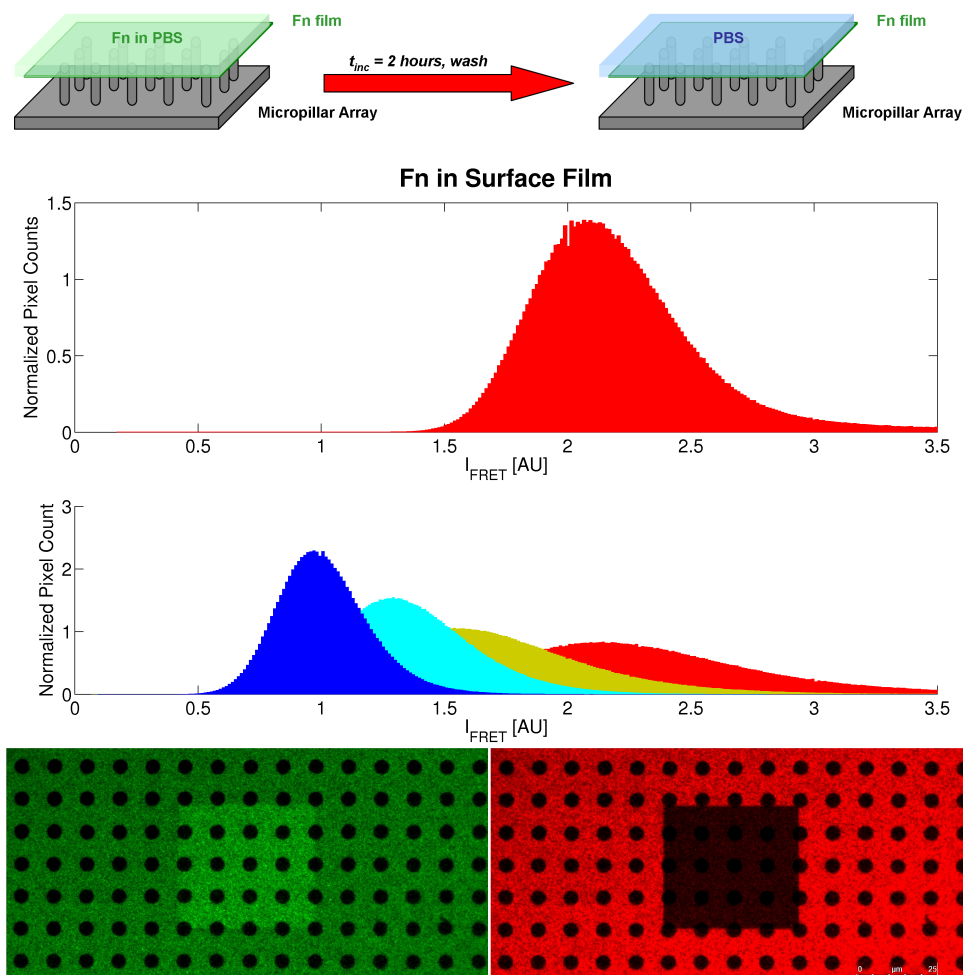 Fn in PBS
Fn film
t_inc = 2 hours, wash
Micropillar Array
PBS
Fn film
Micropillar Array
Fn in Surface Film
Normalized Pixel Counts
1.5
1
0.5
0
0 0.5 1 1.5 2 2.5 3 3.5
I_FRET [AU]
Normalized Pixel Count
3
2
1
0
0 0.5 1 1.5 2 2.5 3 3.5
I_FRET [AU]
0 µm 25